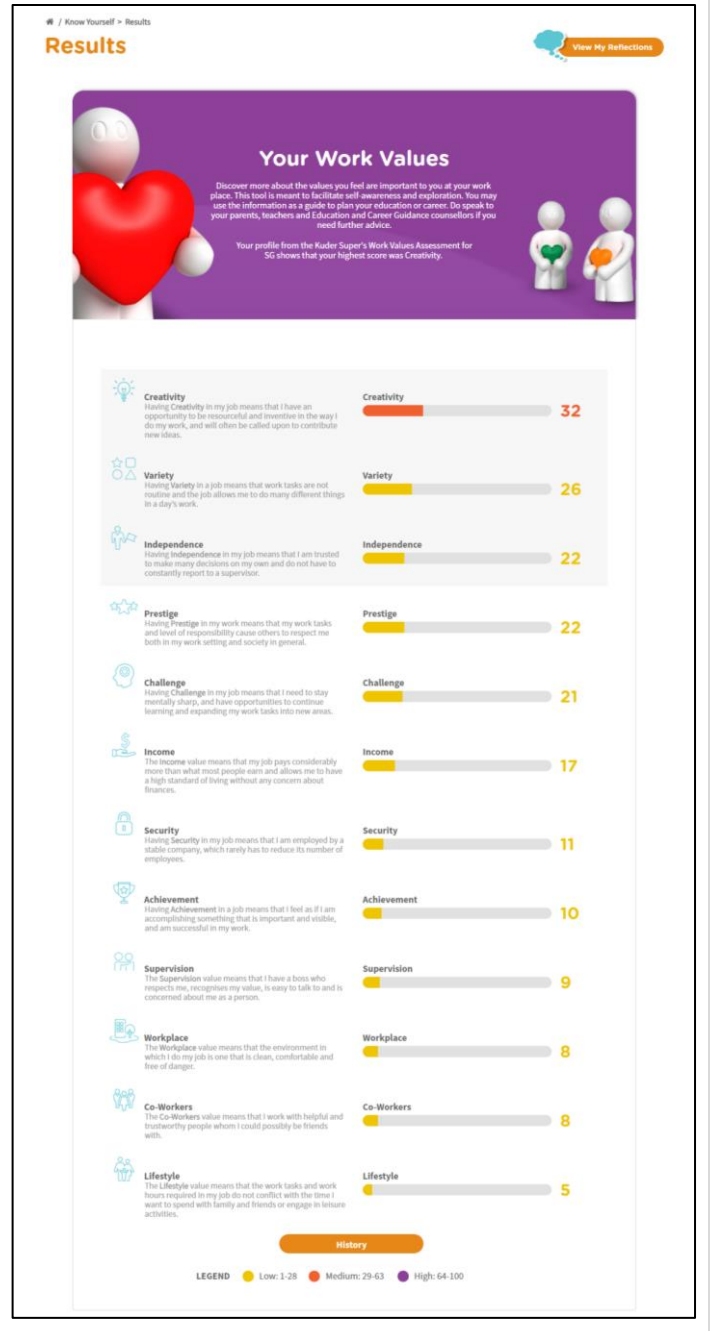 / Know Yourself > Results
Results
View My Reflections
Your Work Values
Discover more about the values you feel are important to you at your work
place. This tool is meant to facilitate self-awareness and exploration. You may
use the information as a guide to plan your education or career. Do speak to
your parents, teachers and Education and Career Guidance counsellors if you
need further advice.
Your profile from the Kuder Super's Work Values Assessment for
SG shows that your highest score was Creativity.
Creativity
Having Creativity in my job means that I have an
opportunity to be resourceful and inventive in the way I
do my work, and will often be called upon to contribute
new ideas.
Creativity
32
Variety
Having Variety in a job means that work tasks are not
routine and the job allows me to do many different things
in a day's work.
Variety
26
Independence
Having Independence in my job means that I am trusted
to make many decisions on my own and do not have to
constantly report to a supervisor.
Independence
22
Prestige
Having Prestige in my work means that my work tasks
and level of responsibility cause others to respect me
both in my work setting and society in general.
Prestige
22
Challenge
Having Challenge in my job means that I need to stay
mentally sharp, and have opportunities to continue
learning and expanding my work tasks into new areas.
Challenge
21
Income
The Income value means that my job pays considerably
more than what most people earn and allows me to have
a high standard of living without any concern about
finances.
Income
17
Security
Having Security in my job means that I am employed by a
stable company, which rarely has to reduce its number of
employees.
Security
11
Achievement
Having Achievement in a job means that I feel as if I am
accomplishing something that is important and visible,
and am successful in my work.
Achievement
10
Supervision
The Supervision value means that I have a boss who
respects me, recognises my value, is easy to talk to and is
concerned about me as a person.
Supervision
9
Workplace
The Workplace value means that the environment in
which I do my job is one that is clean, comfortable and
free of danger.
Workplace
8
Co-Workers
The Co-Workers value means that I work with helpful and
trustworthy people whom I could possibly be friends
with.
Co-Workers
8
Lifestyle
The Lifestyle value means that the work tasks and work
hours required in my job do not conflict with the time I
want to spend with family and friends or engage in leisure
activities.
Lifestyle
5
History
LEGEND Low: 1-28 Medium: 29-63 High: 64-100